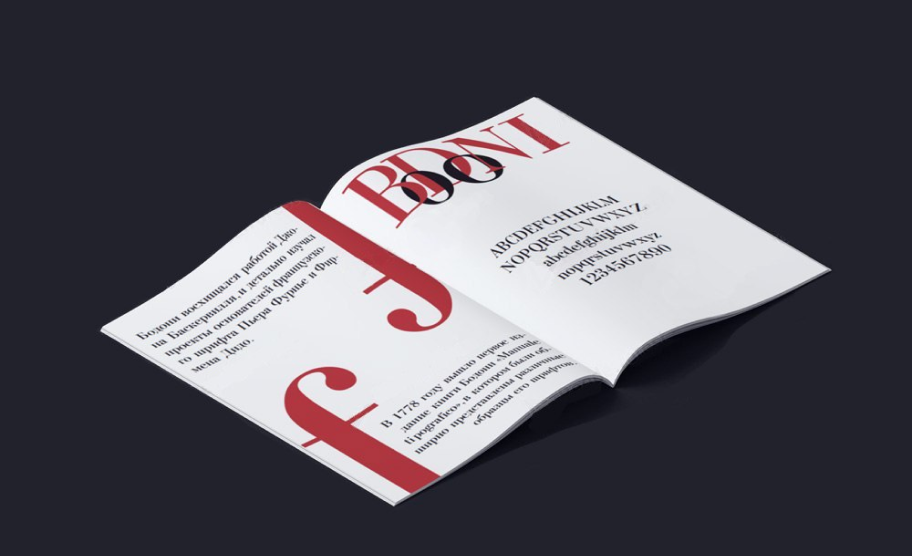 Бодони восхищался работой Джо-
на Баскервилля, и детально изучал
проекты основателей французско-
го шрифта Пьера Фурнье и Фир-
мена Дидо.
f
f
В 1778 году вышло первое из-
дание книги Бодони «Manuale
tipografico», в котором были об-
ширно представлены различные
образцы его шрифтов.
BODONI
ABCDEFGHIJKLM
NOPQRSTUVWXYZ
abcdefghijklm
nopqrstuvwxyz
1234567890